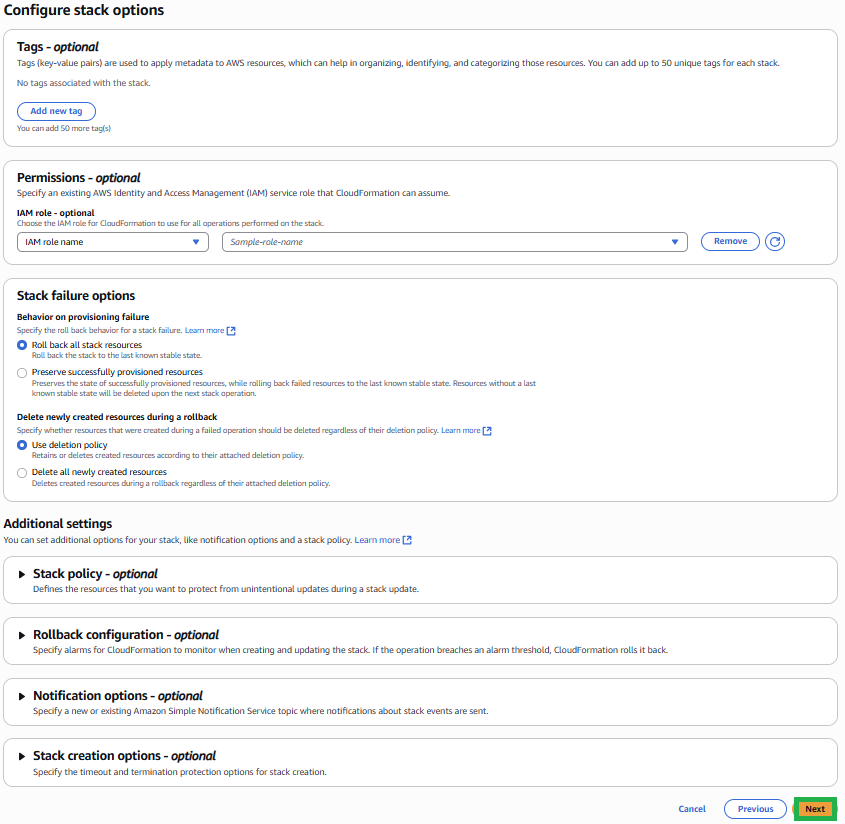 Configure stack options
Tags - optional
Tags (key-value pairs) are used to apply metadata to AWS resources, which can help in organizing, identifying, and categorizing those resources. You can add up to 50 unique tags for each stack.
No tags associated with the stack.
Add new tag
You can add 50 more tag(s)
Permissions - optional
Specify an existing AWS Identity and Access Management (IAM) service role that CloudFormation can assume.
IAM role - optional
Choose the IAM role for CloudFormation to use for all operations performed on the stack.
IAM role name
Sample-role-name
Remove
Stack failure options
Behavior on provisioning failure
Specify the roll back behavior for a stack failure. Learn more
Roll back all stack resources
Roll back the stack to the last known stable state.
Preserve successfully provisioned resources
Preserves the state of successfully provisioned resources, while rolling back failed resources to the last known stable state. Resources without a last
known stable state will be deleted upon the next stack operation.
Delete newly created resources during a rollback
Specify whether resources that were created during a failed operation should be deleted regardless of their deletion policy. Learn more
Use deletion policy
Retains or deletes created resources according to their attached deletion policy.
Delete all newly created resources
Deletes created resources during a rollback regardless of their attached deletion policy.
Additional settings
You can set additional options for your stack, like notification options and a stack policy. Learn more
Stack policy - optional
Defines the resources that you want to protect from unintentional updates during a stack update.
Rollback configuration - optional
Specify alarms for CloudFormation to monitor when creating and updating the stack. If the operation breaches an alarm threshold, CloudFormation rolls it back.
Notification options - optional
Specify a new or existing Amazon Simple Notification Service topic where notifications about stack events are sent.
Stack creation options - optional
Specify the timeout and termination protection options for stack creation.
Cancel
Previous
Next